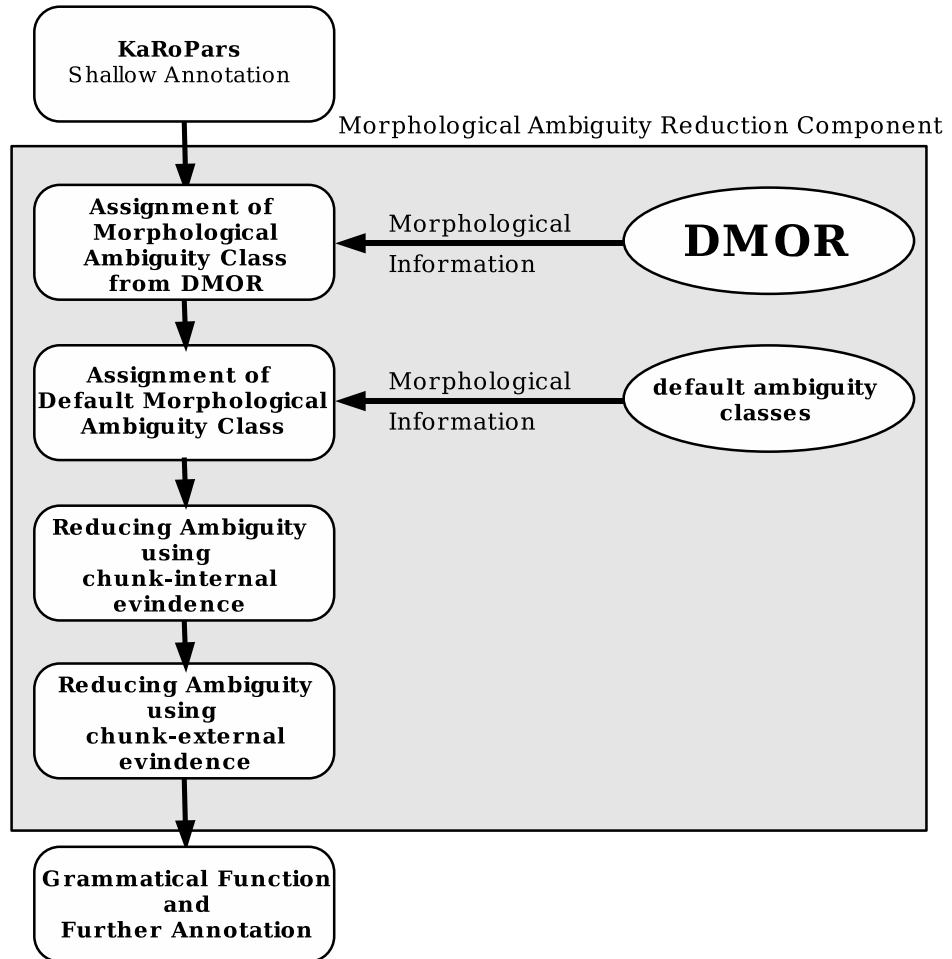 KaRoPars
Shallow Annotation
Morphological Ambiguity Reduction Component
Assignment of
Morphological
Ambiguity Class
from DMOR
Morphological
Information
DMOR
Assignment of
Default Morphological
Ambiguity Class
Morphological
Information
default ambiguity
classes
Reducing Ambiguity
using
chunk-internal
evindence
Reducing Ambiguity
using
chunk-external
evindence
Grammatical Function
and
Further Annotation